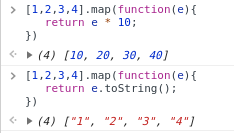 [1,2,3,4].map(function(e){
return e * 10;
})
(4) [10, 20, 30, 40]
[1,2,3,4].map(function(e){
return e.toString();
})
(4) ["1", "2", "3", "4"]